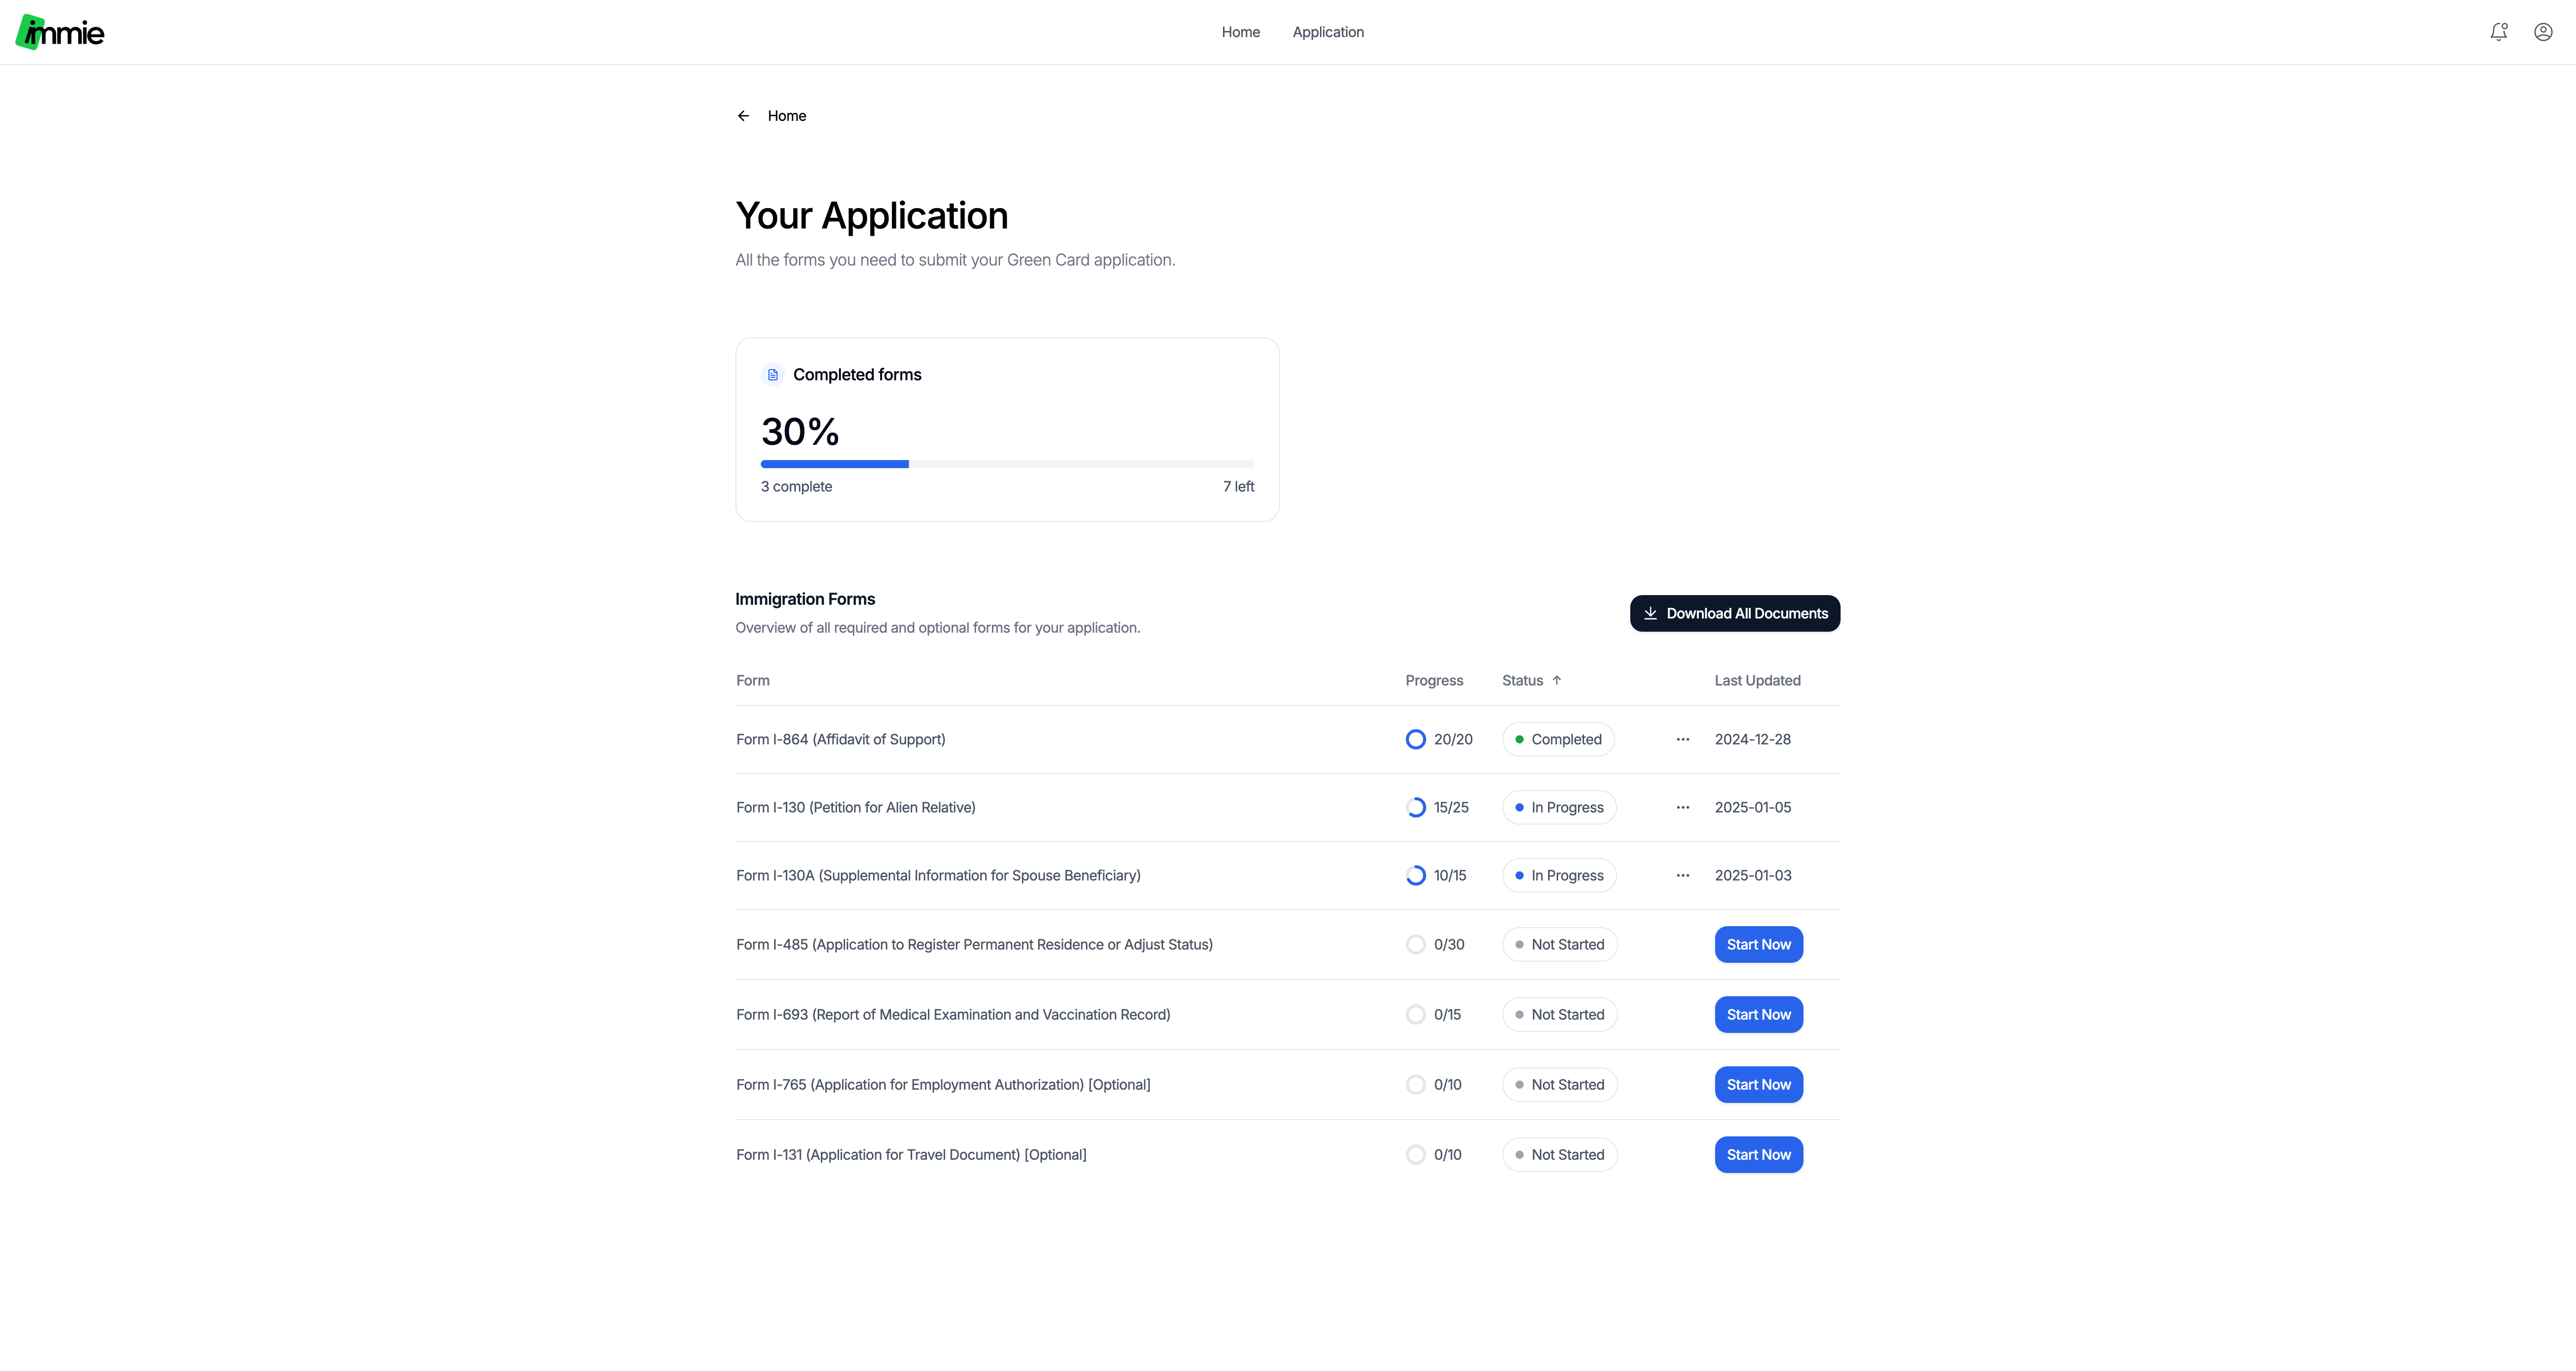 immie
Home Application
Home
Your Application
All the forms you need to submit your Green Card application.
Completed forms
30%
3 complete 7 left
Immigration Forms
Overview of all required and optional forms for your application.
Download All Documents
Form Progress Status ↑ Last Updated
Form I-864 (Affidavit of Support) 20/20 Completed ··· 2024-12-28
Form I-130 (Petition for Alien Relative) 15/25 In Progress ··· 2025-01-05
Form I-130A (Supplemental Information for Spouse Beneficiary) 10/15 In Progress ··· 2025-01-03
Form I-485 (Application to Register Permanent Residence or Adjust Status) 0/30 Not Started Start Now
Form I-693 (Report of Medical Examination and Vaccination Record) 0/15 Not Started Start Now
Form I-765 (Application for Employment Authorization) [Optional] 0/10 Not Started Start Now
Form I-131 (Application for Travel Document) [Optional] 0/10 Not Started Start Now